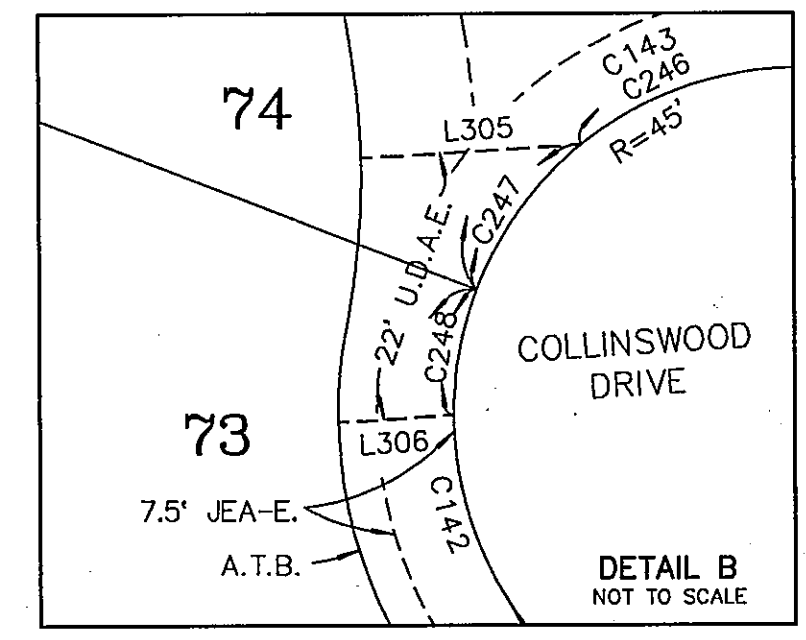 74
C143
C246
R=45'
L305
C247
22' U.D.A.E.
C248
COLLINSWOOD
DRIVE
73
L306
7.5' JEA-E.
C142
A.T.B.
DETAIL B
NOT TO SCALE